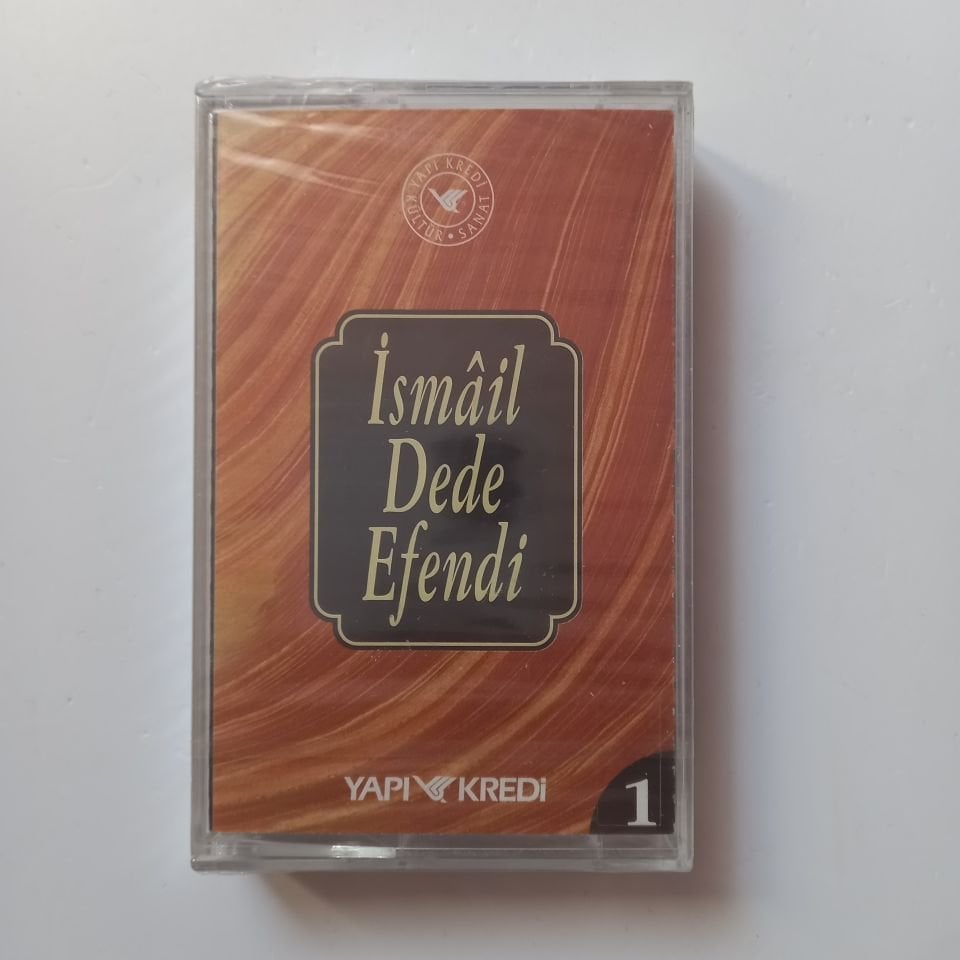 YAPI KREDİ
KÜLTÜR • SANAT
İsmâil
Dede
Efendi
YAPI KREDİ
1